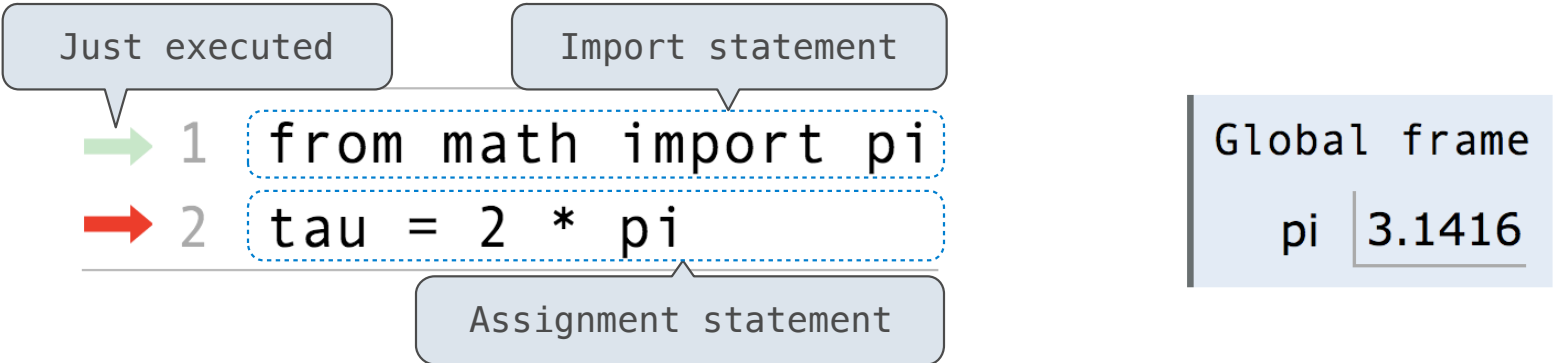 Just executed
Import statement
1 from math import pi
2 tau = 2 * pi
Assignment statement
Global frame
pi 3.1416